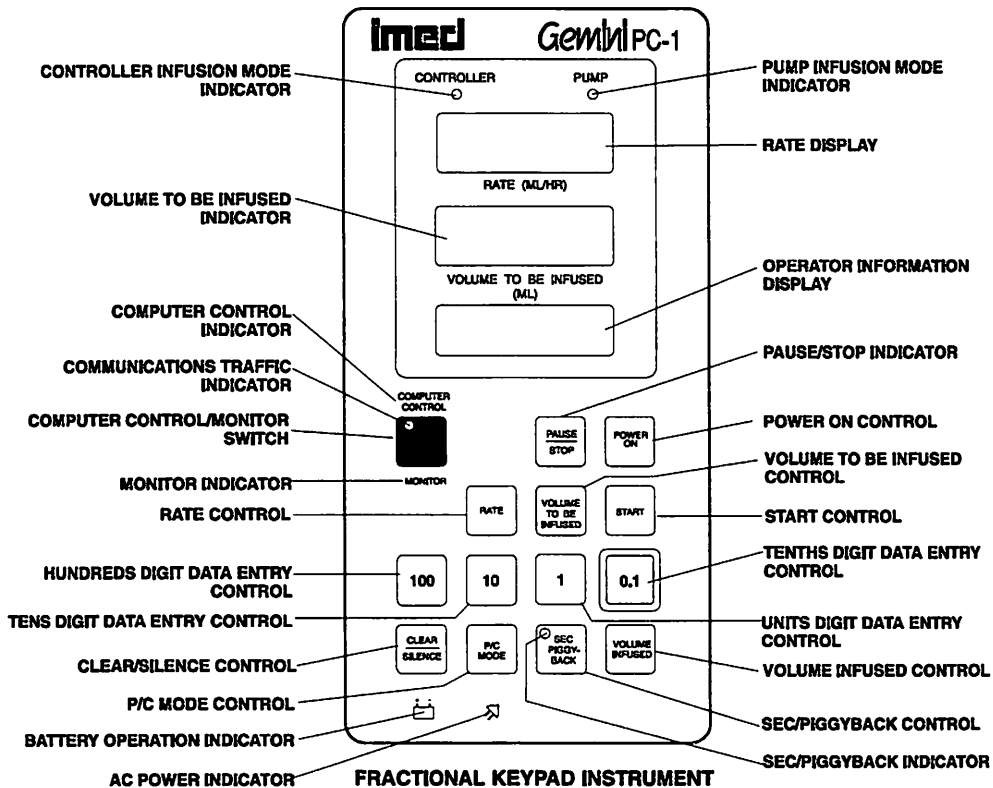 imed Gemini PC-1
CONTROLLER INFUSION MODE
INDICATOR
VOLUME TO BE INFUSED
INDICATOR
COMPUTER CONTROL
INDICATOR
COMMUNICATIONS TRAFFIC
INDICATOR
COMPUTER CONTROL/MONITOR
SWITCH
MONITOR INDICATOR
RATE CONTROL
HUNDREDS DIGIT DATA ENTRY
CONTROL
TENS DIGIT DATA ENTRY CONTROL
CLEAR/SILENCE CONTROL
P/C MODE CONTROL
BATTERY OPERATION INDICATOR
AC POWER INDICATOR
CONTROLLER PUMP
RATE (ML/HR)
VOLUME TO BE INFUSED
(ML)
COMPUTER
CONTROL
MONITOR
PAUSE
STOP
POWER
ON
RATE
VOLUME
TO BE
INFUSED
START
100 10 1 0.1
CLEAR
SILENCE
P/C
MODE
SEC
PIGGY-
BACK
VOLUME
INFUSED
PUMP INFUSION MODE
INDICATOR
RATE DISPLAY
OPERATOR INFORMATION
DISPLAY
PAUSE/STOP INDICATOR
POWER ON CONTROL
VOLUME TO BE INFUSED
CONTROL
START CONTROL
TENTHS DIGIT DATA ENTRY
CONTROL
UNITS DIGIT DATA ENTRY
CONTROL
VOLUME INFUSED CONTROL
SEC/PIGGYBACK CONTROL
SEC/PIGGYBACK INDICATOR
FRACTIONAL KEYPAD INSTRUMENT